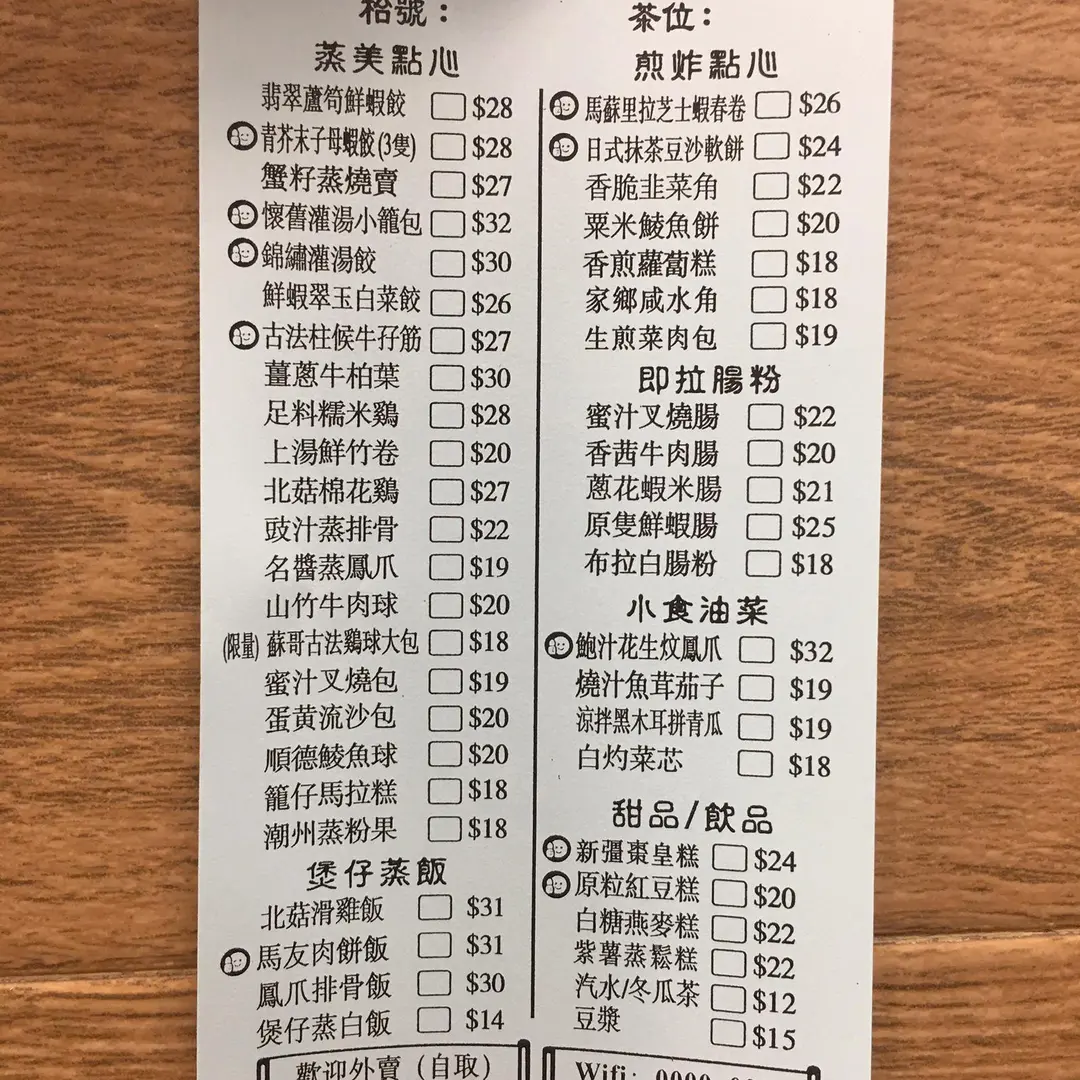 枱號：
蒸美點心
翡翠蘆筍鮮蝦餃 $28
青芥末子母蝦餃(3隻) $28
蟹籽蒸燒賣 $27
懷舊灌湯小籠包 $32
錦繡灌湯餃 $30
鮮蝦翠玉白菜餃 $26
古法柱候牛孖筋 $27
薑蔥牛柏葉 $30
足料糯米鷄 $28
上湯鮮竹卷 $20
北菇棉花鷄 $27
豉汁蒸排骨 $22
名醬蒸鳳爪 $19
山竹牛肉球 $20
(限量) 蘇哥古法鷄球大包 $18
蜜汁叉燒包 $19
蛋黄流沙包 $20
順德鯪魚球 $20
籠仔馬拉糕 $18
潮州蒸粉果 $18
煲仔蒸飯
北菇滑雞飯 $31
馬友肉餅飯 $31
鳳爪排骨飯 $30
煲仔蒸白飯 $14
歡迎外賣（自取）
茶位：
煎炸點心
馬蘇里拉芝士蝦春卷 $26
日式抹茶豆沙軟餅 $24
香脆韭菜角 $22
粟米鯪魚餅 $20
香煎蘿蔔糕 $18
家鄉咸水角 $18
生煎菜肉包 $19
即拉腸粉
蜜汁叉燒腸 $22
香茜牛肉腸 $20
蔥花蝦米腸 $21
原隻鮮蝦腸 $25
布拉白腸粉 $18
小食油菜
鮑汁花生炆鳳爪 $32
燒汁魚茸茄子 $19
涼拌黑木耳拼青瓜 $19
白灼菜芯 $18
甜品/飲品
新彊棗皇糕 $24
原粒紅豆糕 $20
白糖燕麥糕 $22
紫薯蒸鬆糕 $22
汽水/冬瓜茶 $12
豆漿 $15
Wifi: